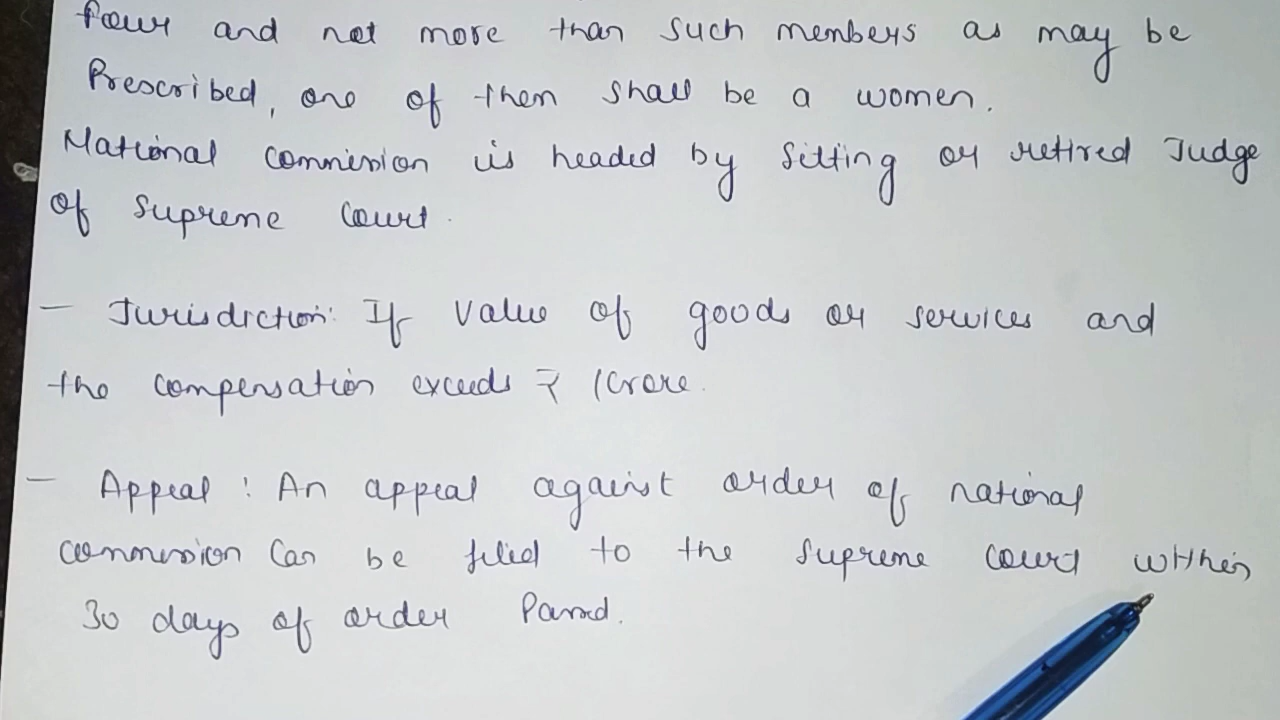 four and not more than such members as may be
Prescribed, one of them shall be a women.
National commission is headed by Sitting or retired Judge
of Supreme Court.
– Jurisdiction: If Value of goods or services and
the compensation exceeds ₹ 1Crore.
– Appeal : An appeal against order of national
commission Can be filed to the Supreme Court within
30 days of order Passed.